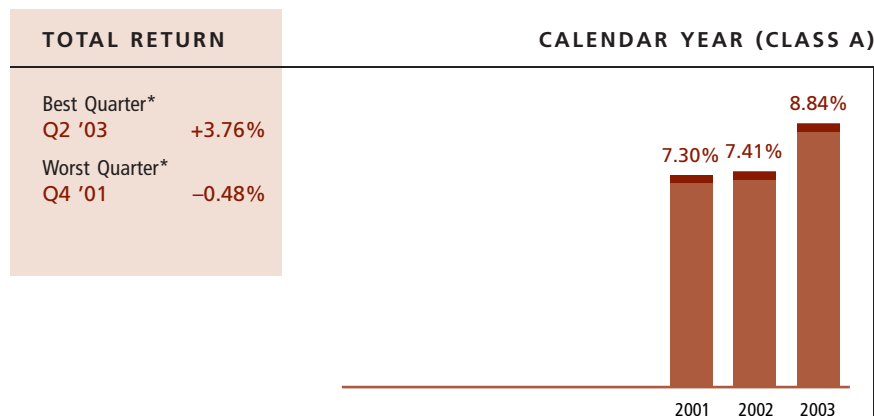 TOTAL RETURN
CALENDAR YEAR (CLASS A)
Best Quarter*
Q2 ’03 +3.76%
Worst Quarter*
Q4 ’01 –0.48%
7.30% 7.41% 8.84%
2001 2002 2003